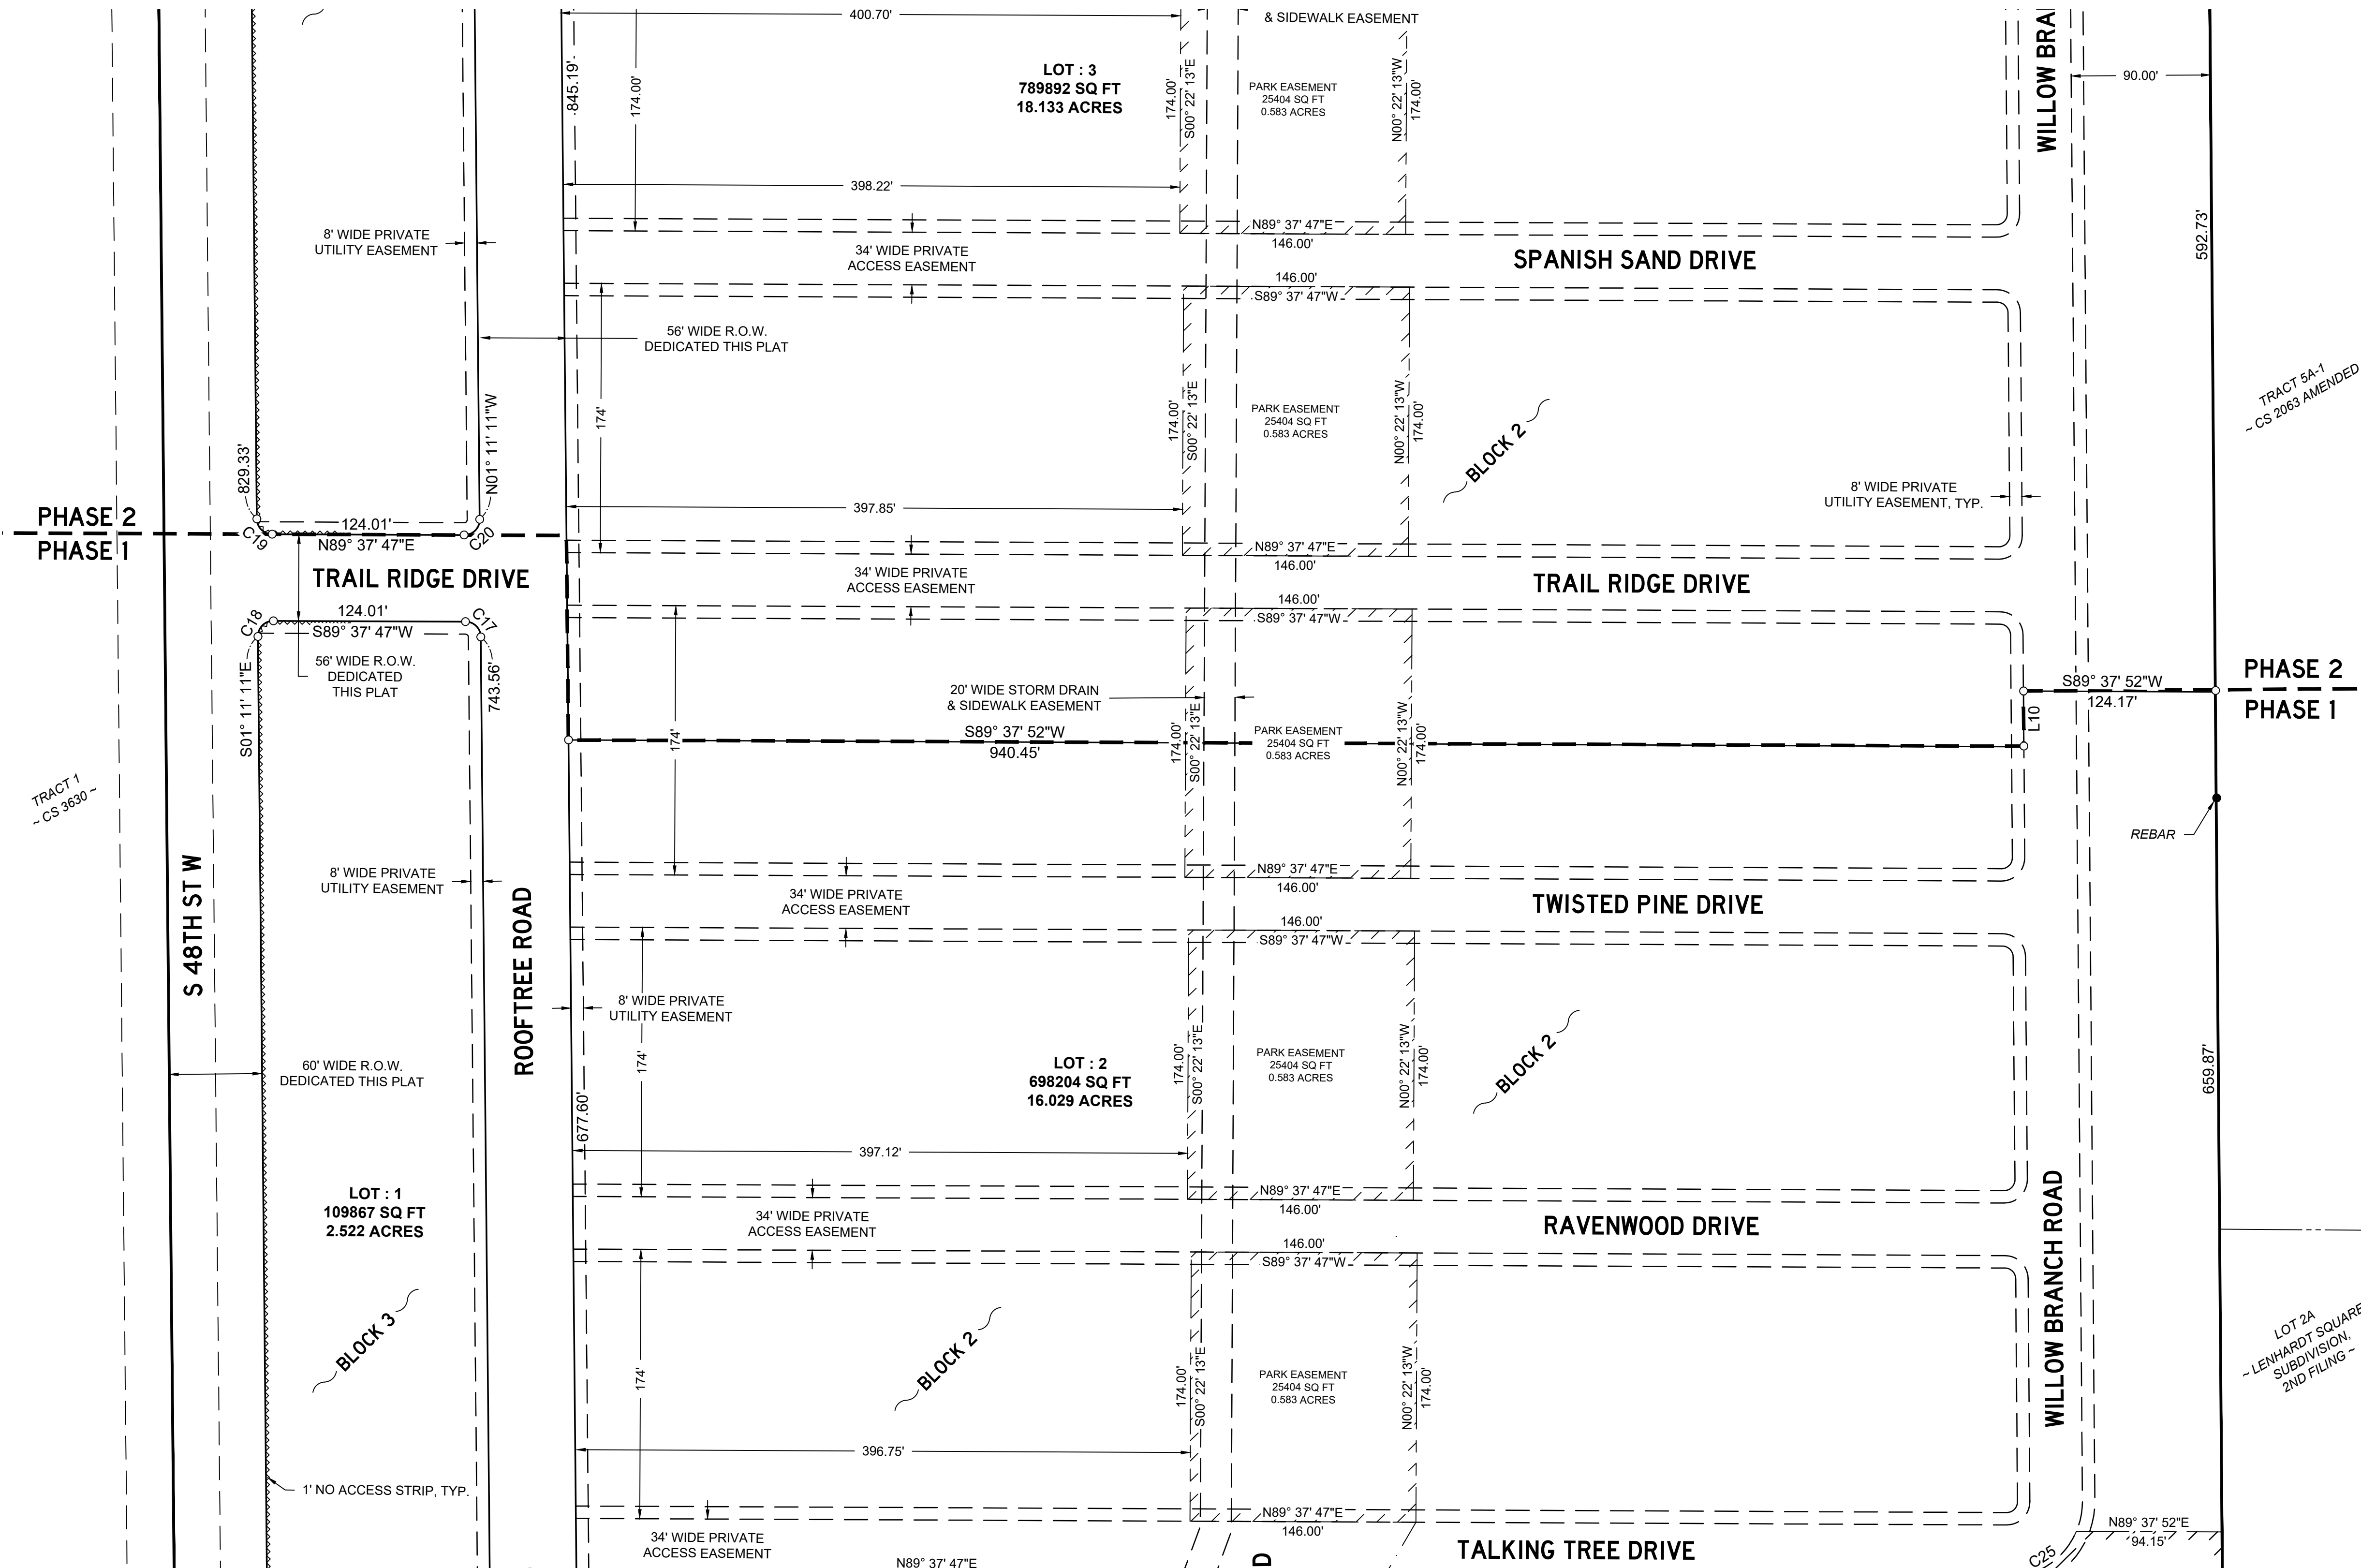 400.70'
& SIDEWALK EASEMENT
WILLOW BRA
845.19'
174.00'
LOT : 3
789892 SQ FT
18.133 ACRES
174.00'
S00° 22' 13"E
PARK EASEMENT
25404 SQ FT
0.583 ACRES
N00° 22' 13"W
174.00'
90.00'
398.22'
8' WIDE PRIVATE
UTILITY EASEMENT
34' WIDE PRIVATE
ACCESS EASEMENT
N89° 37' 47"E
146.00'
SPANISH SAND DRIVE
592.73'
146.00'
S89° 37' 47"W
56' WIDE R.O.W.
DEDICATED THIS PLAT
174'
174.00'
S00° 22' 13"E
PARK EASEMENT
25404 SQ FT
0.583 ACRES
N00° 22' 13"W
174.00'
BLOCK 2
TRACT 5A-1
~ CS 2063 AMENDED
829.33'
N01° 11' 11"W
397.85'
8' WIDE PRIVATE
UTILITY EASEMENT, TYP.
PHASE 2
PHASE 1
C19
124.01'
N89° 37' 47"E
C20
TRAIL RIDGE DRIVE
34' WIDE PRIVATE
ACCESS EASEMENT
N89° 37' 47"E
146.00'
TRAIL RIDGE DRIVE
146.00'
S89° 37' 47"W
C18
124.01'
S89° 37' 47"W
C17
56' WIDE R.O.W.
DEDICATED
THIS PLAT
S01° 11' 11"E
743.56'
174'
20' WIDE STORM DRAIN
& SIDEWALK EASEMENT
S89° 37' 52"W
940.45'
174.00'
S00° 22' 13"E
PARK EASEMENT
25404 SQ FT
0.583 ACRES
N00° 22' 13"W
174.00'
L10
S89° 37' 52"W
124.17'
PHASE 2
PHASE 1
TRACT 1
~ CS 3630 ~
REBAR
S 48TH ST W
8' WIDE PRIVATE
UTILITY EASEMENT
ROOFTREE ROAD
34' WIDE PRIVATE
ACCESS EASEMENT
N89° 37' 47"E
146.00'
TWISTED PINE DRIVE
146.00'
S89° 37' 47"W
8' WIDE PRIVATE
UTILITY EASEMENT
174'
60' WIDE R.O.W.
DEDICATED THIS PLAT
677.60'
LOT : 2
698204 SQ FT
16.029 ACRES
174.00'
S00° 22' 13"E
PARK EASEMENT
25404 SQ FT
0.583 ACRES
N00° 22' 13"W
174.00'
BLOCK 2
659.87'
397.12'
LOT : 1
109867 SQ FT
2.522 ACRES
34' WIDE PRIVATE
ACCESS EASEMENT
N89° 37' 47"E
146.00'
RAVENWOOD DRIVE
146.00'
S89° 37' 47"W
WILLOW BRANCH ROAD
BLOCK 3
174'
BLOCK 2
174.00'
S00° 22' 13"E
PARK EASEMENT
25404 SQ FT
0.583 ACRES
N00° 22' 13"W
174.00'
LOT 2A
~ LENHARDT SQUARE
SUBDIVISION,
2ND FILING ~
396.75'
1' NO ACCESS STRIP, TYP.
34' WIDE PRIVATE
ACCESS EASEMENT
N89° 37' 47"E
N89° 37' 47"E
146.00'
D
TALKING TREE DRIVE
C25
N89° 37' 52"E
94.15'